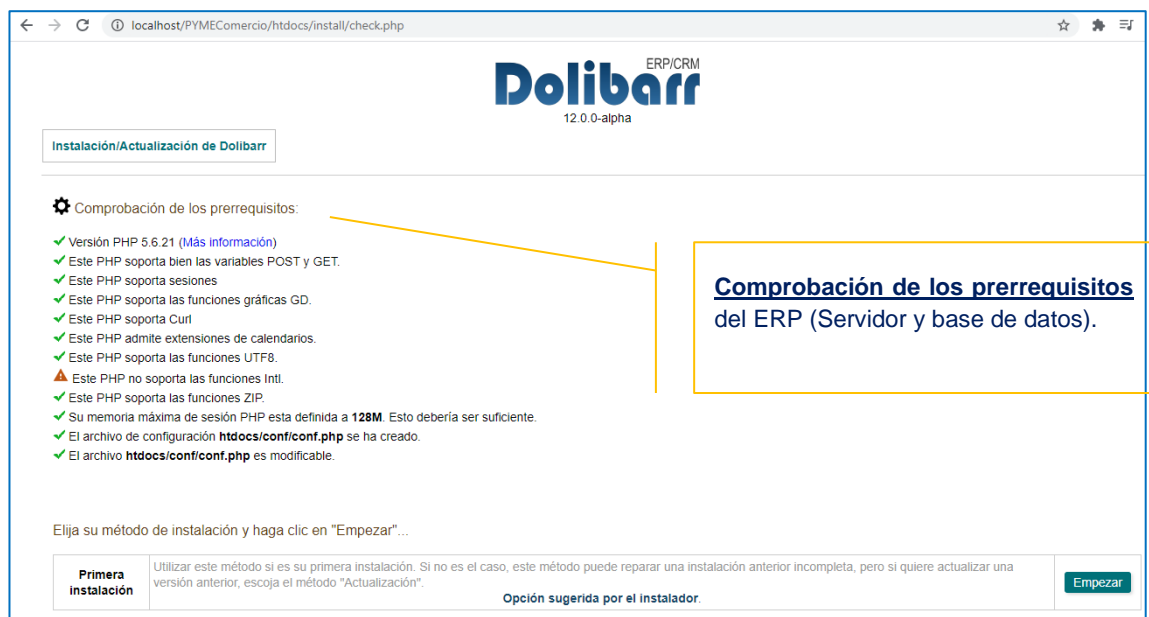 localhost/PYMEComercio/htdocs/install/check.php
Dolibarr ERP/CRM
12.0.0-alpha
Instalación/Actualización de Dolibarr
Comprobación de los prerrequisitos:
Versión PHP 5.6.21 (Más información)
Este PHP soporta bien las variables POST y GET.
Este PHP soporta sesiones
Este PHP soporta las funciones gráficas GD.
Este PHP soporta Curl
Este PHP admite extensiones de calendarios.
Este PHP soporta las funciones UTF8.
Este PHP no soporta las funciones Intl.
Este PHP soporta las funciones ZIP.
Su memoria máxima de sesión PHP esta definida a 128M. Esto debería ser suficiente.
El archivo de configuración htdocs/conf/conf.php se ha creado.
El archivo htdocs/conf/conf.php es modificable.
Comprobación de los prerrequisitos
del ERP (Servidor y base de datos).
Elija su método de instalación y haga clic en "Empezar"...
Primera
instalación
Utilizar este método si es su primera instalación. Si no es el caso, este método puede reparar una instalación anterior incompleta, pero si quiere actualizar una
versión anterior, escoja el método "Actualización".
Opción sugerida por el instalador.
Empezar